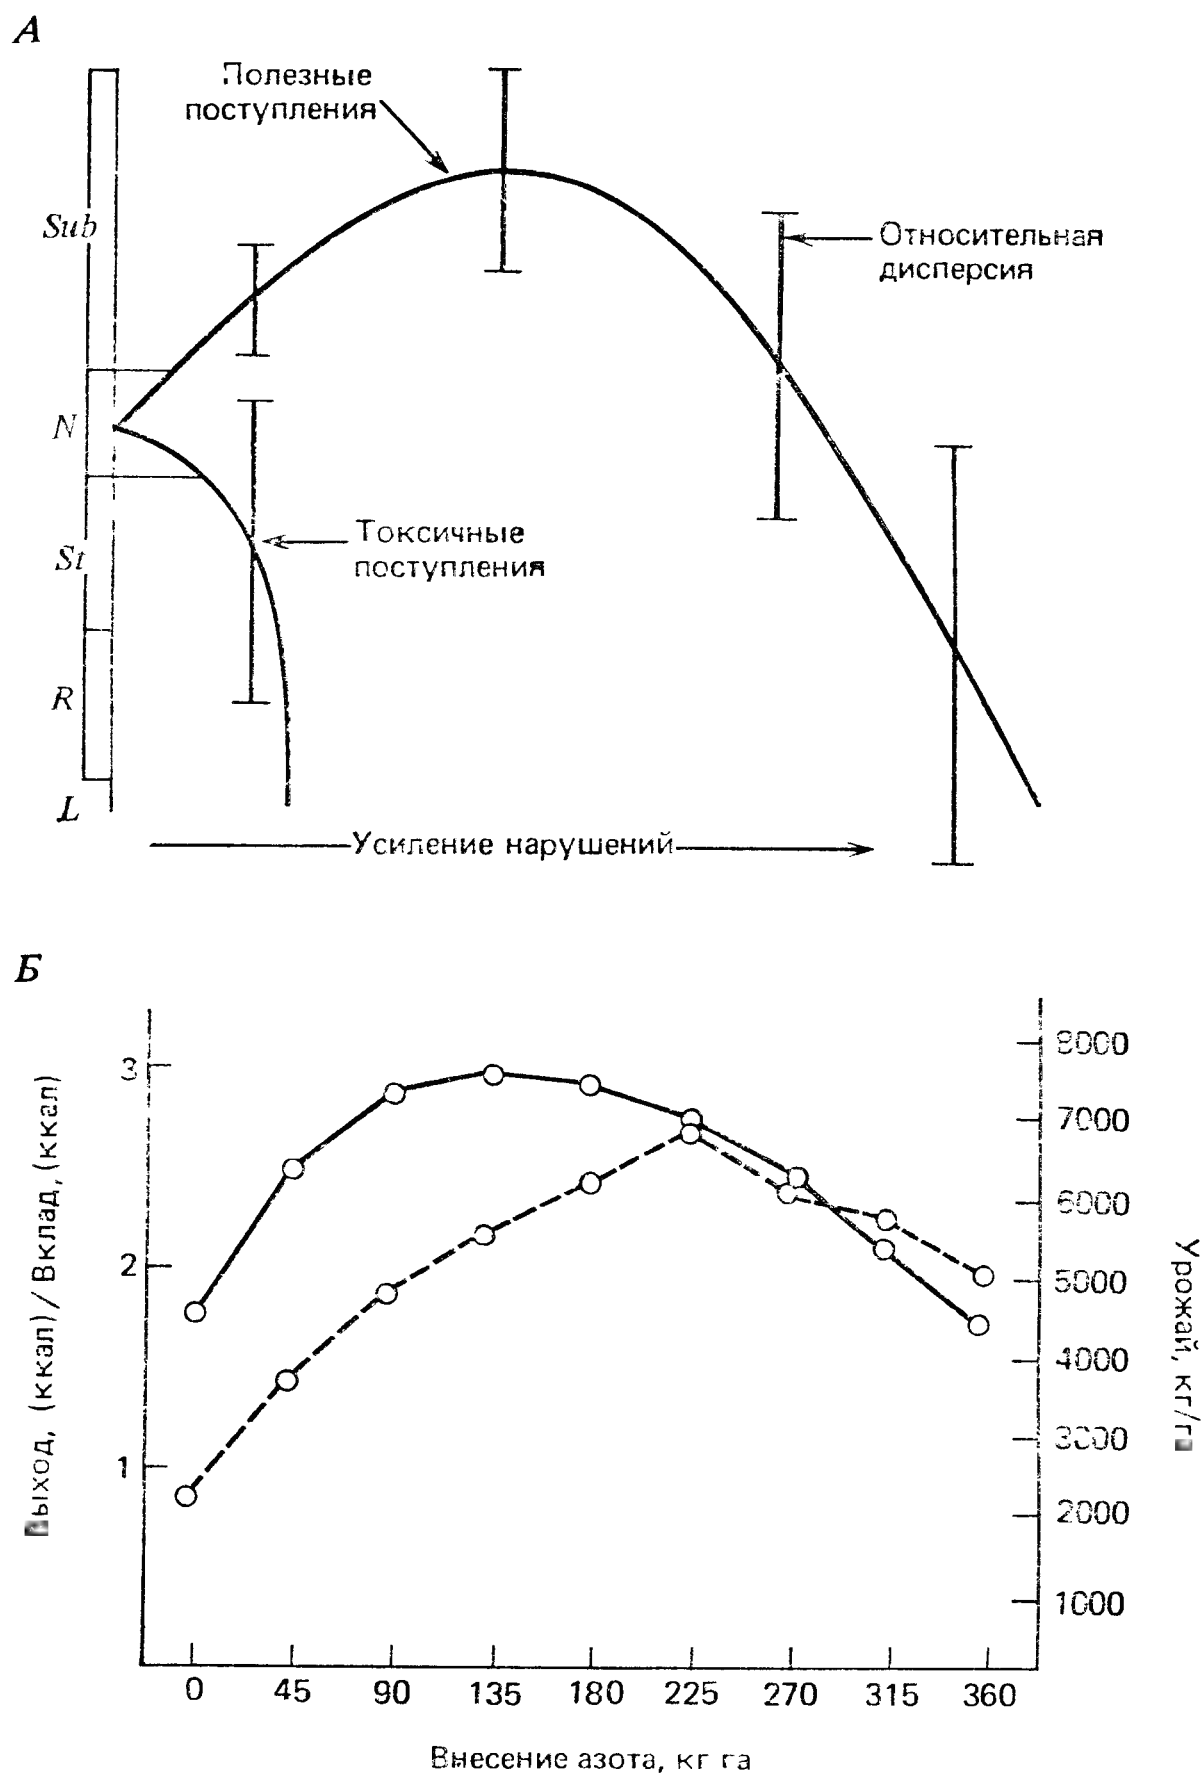 А
Полезные
поступления
Sub
Относительная
дисперсия
N
St
Токсичные
поступления
R
L
Усиление нарушений
Б
Выход, (ккал) / Вклад, (ккал)
3
2
1
8000
7000
6000
5000
4000
3000
2000
1000
Урожай, кг/га
0 45 90 135 180 225 270 315 360
Внесение азота, кг га